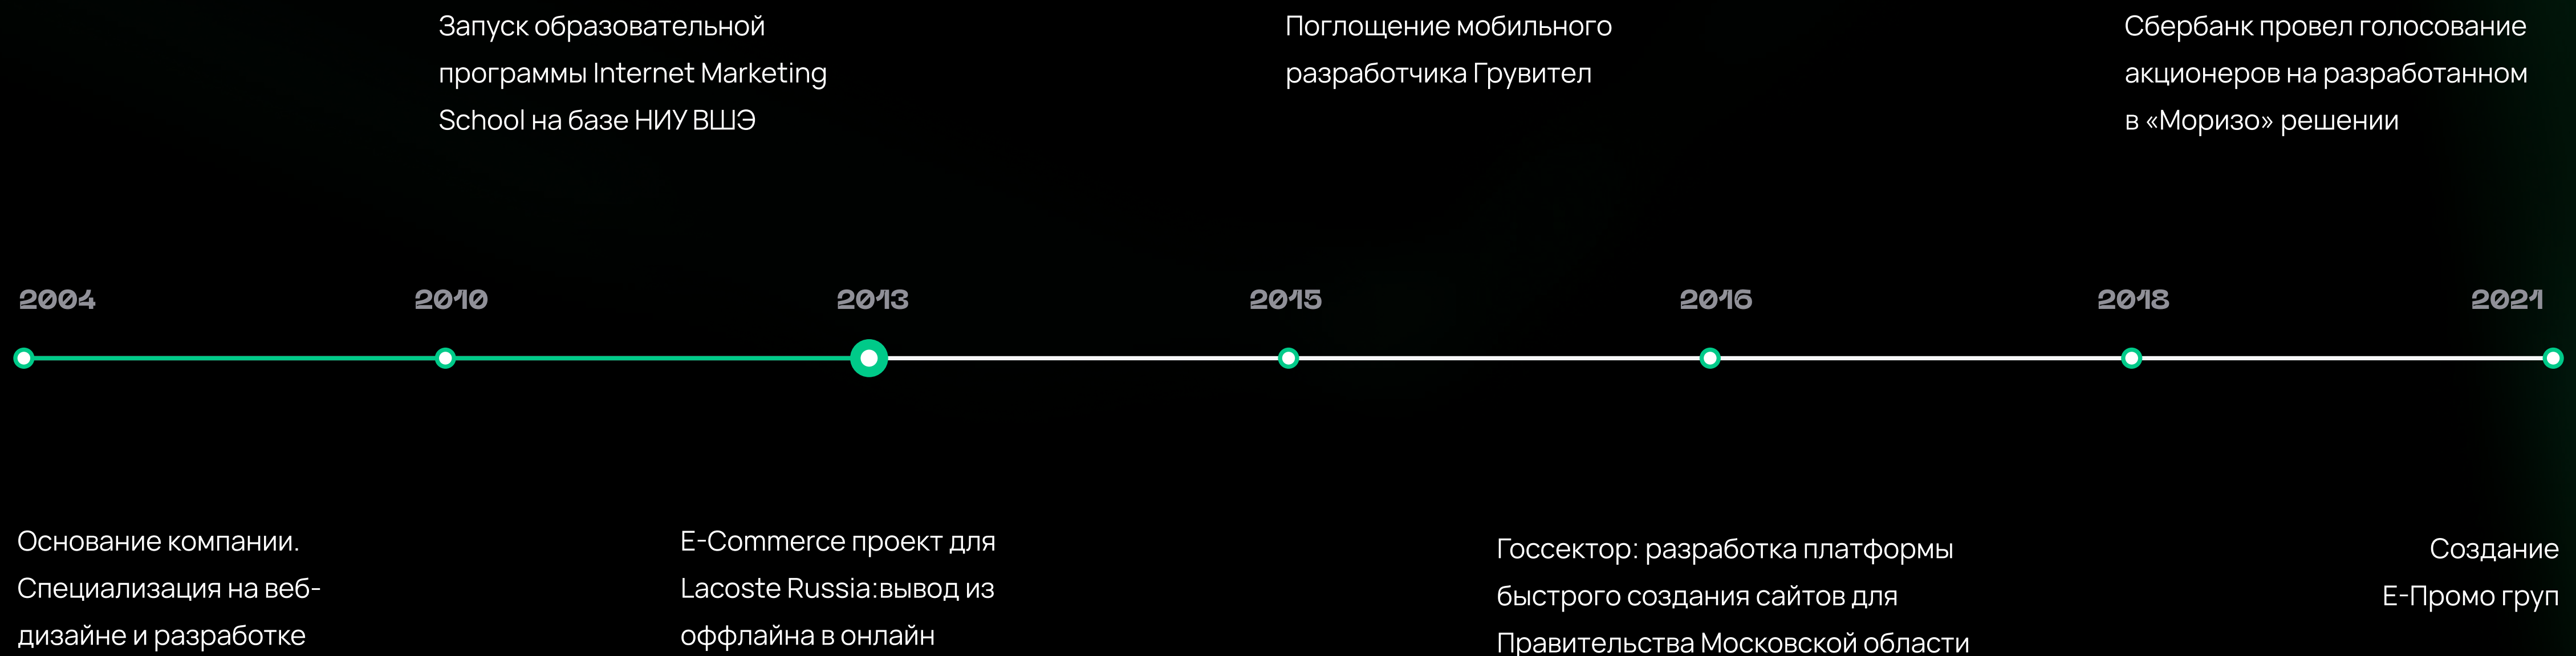 Запуск образовательной
программы Internet Marketing
School на базе НИУ ВШЭ
Поглощение мобильного
разработчика Грувител
Сбербанк провел голосование
акционеров на разработанном
в «Моризо» решении
2004
2010
2013
2015
2016
2018
2021
Основание компании.
Специализация на веб-
дизайне и разработке
E-Commerce проект для
Lacoste Russia:вывод из
оффлайна в онлайн
Госсектор: разработка платформы
быстрого создания сайтов для
Правительства Московской области
Создание
Е-Промо груп